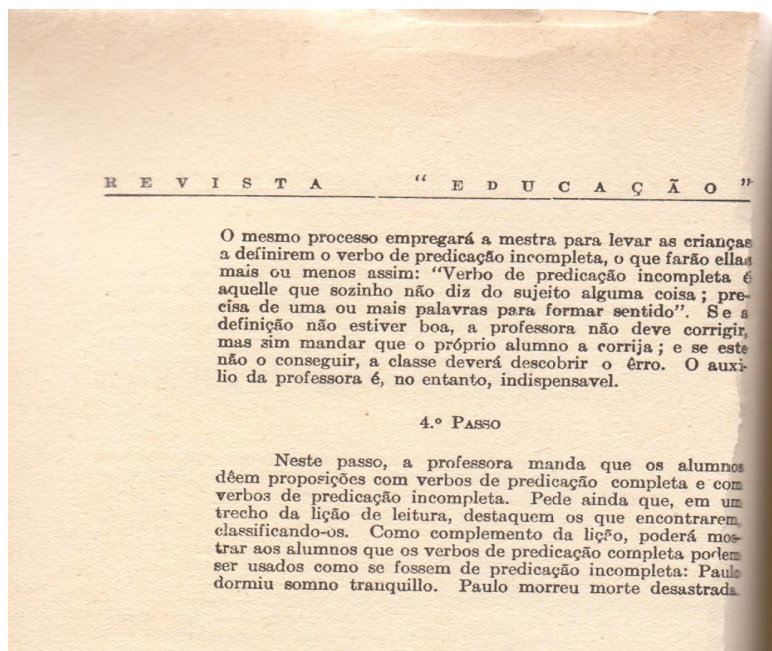 REVISTA "EDUCAÇÃO"
O mesmo processo empregará a mestra para levar as crianças
a definirem o verbo de predicação incompleta, o que farão ellas
mais ou menos assim: "Verbo de predicação incompleta é
aquelle que sozinho não diz do sujeito alguma coisa; pre-
cisa de uma ou mais palavras para formar sentido". Se a
definição não estiver boa, a professora não deve corrigir,
mas sim mandar que o próprio alumno a corrija; e se este
não o conseguir, a classe deverá descobrir o êrro. O auxi-
lio da professora é, no entanto, indispensavel.
4.º PASSO
Neste passo, a professora manda que os alumnos
dêem proposições com verbos de predicação completa e com
verbos de predicação incompleta. Pede ainda que, em um
trecho da lição de leitura, destaquem os que encontrarem,
classificando-os. Como complemento da lição, poderá mos-
trar aos alumnos que os verbos de predicação completa podem
ser usados como se fossem de predicação incompleta: Paulo
dormiu somno tranquillo. Paulo morreu morte desastrada.